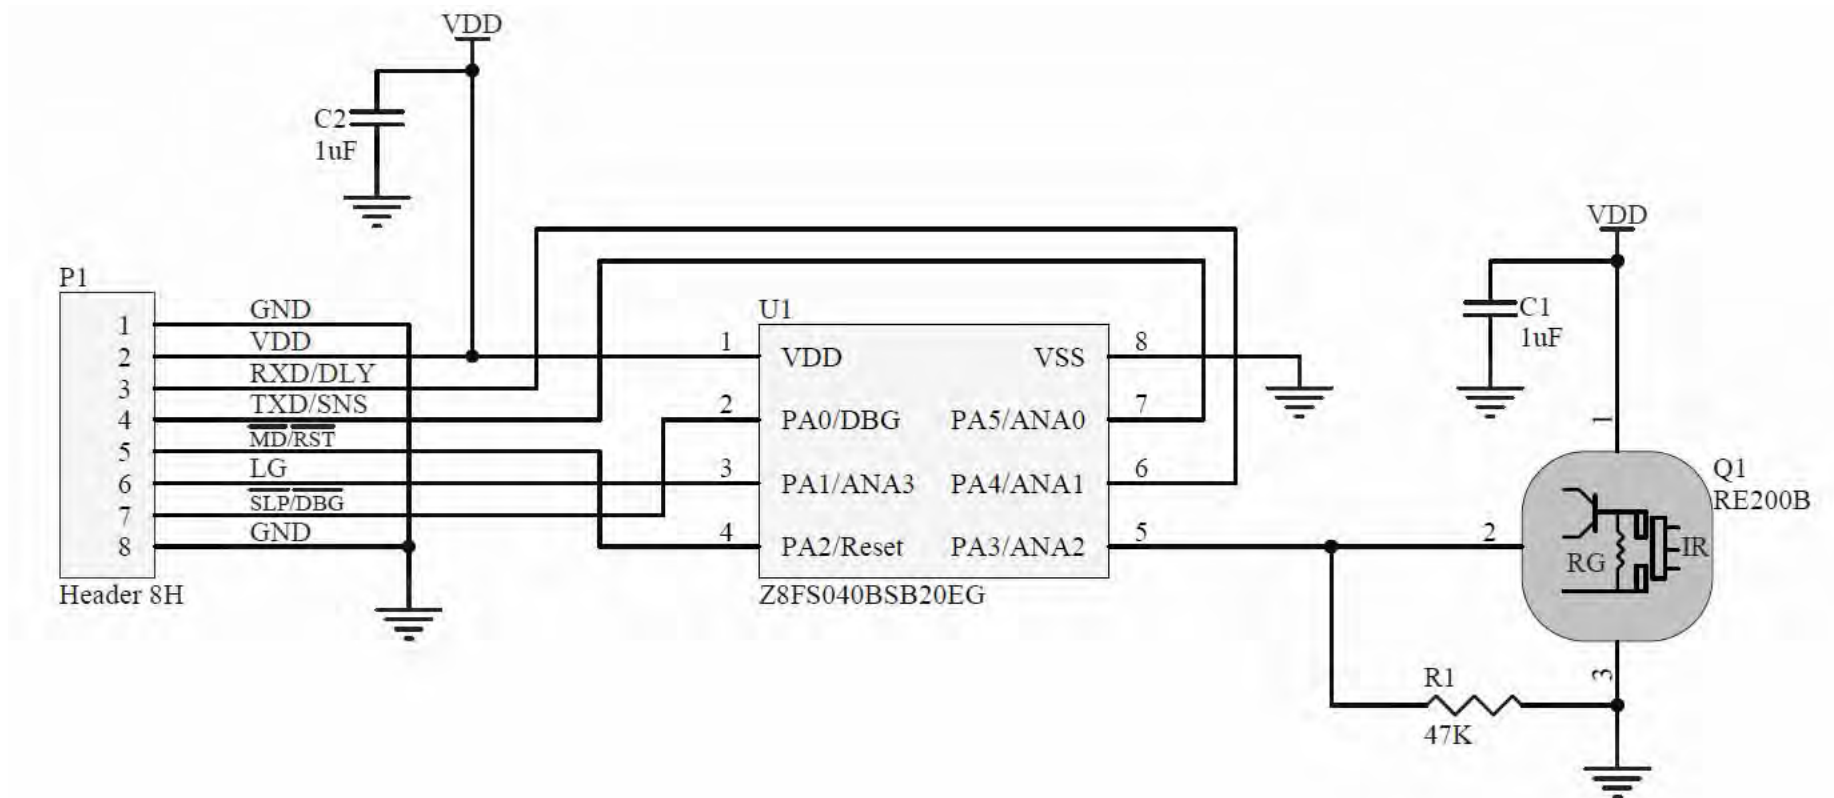 VDD
C2
1uF
VDD
P1
GND
1
VDD
2
RXD/DLY
3
TXD/SNS
4
MD/RST
5
LG
6
SLP/DBG
7
GND
8
Header 8H
U1
1
VDD
VSS
8
2
PA0/DBG
PA5/ANA0
7
3
PA1/ANA3
PA4/ANA1
6
4
PA2/Reset
PA3/ANA2
5
Z8FS040BSB20EG
C1
1uF
1
Q1
RE200B
2
RG
IR
3
R1
47K